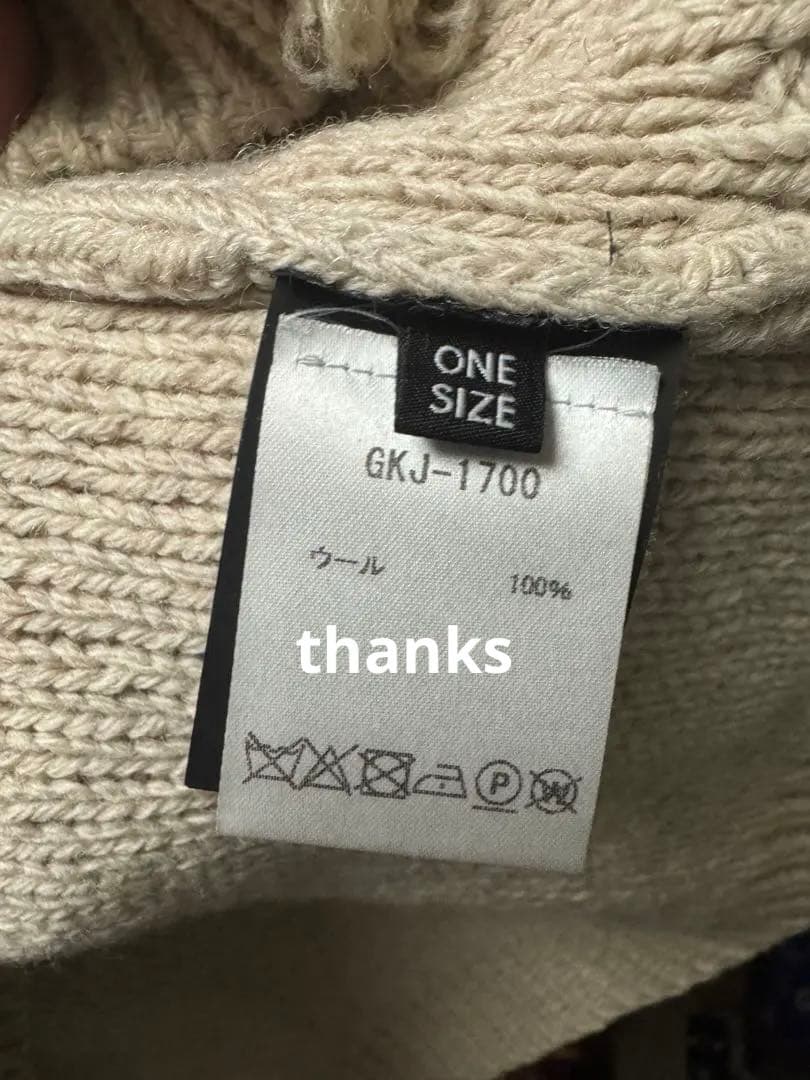 ONE
SIZE
GKJ-1700
ウール 100%
thanks
P
W